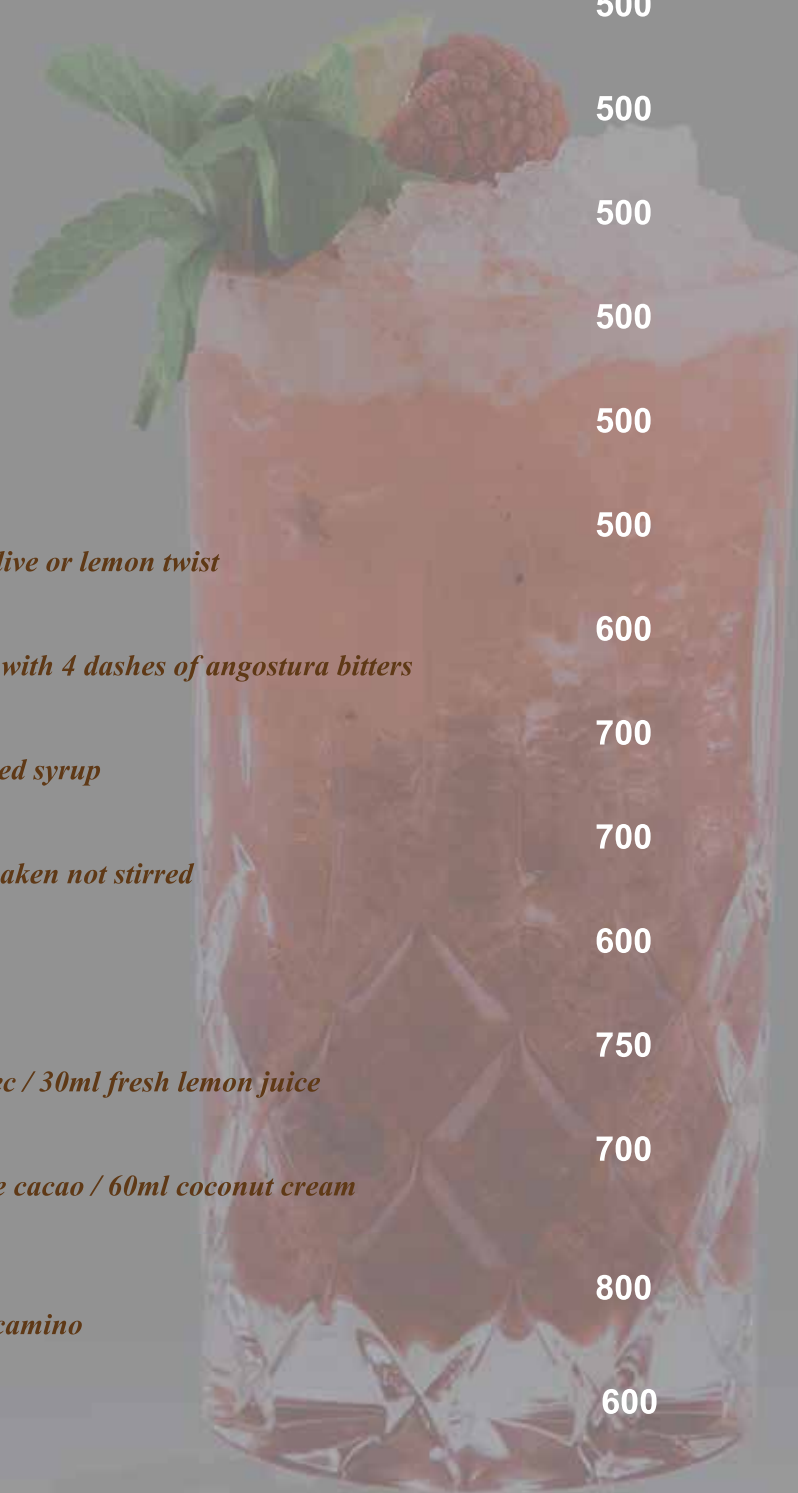 500
500
500
500
500
500
live or lemon twist
600
with 4 dashes of angostura bitters
700
ed syrup
700
aken not stirred
600
750
ec / 30ml fresh lemon juice
700
e cacao / 60ml coconut cream
800
camino
600